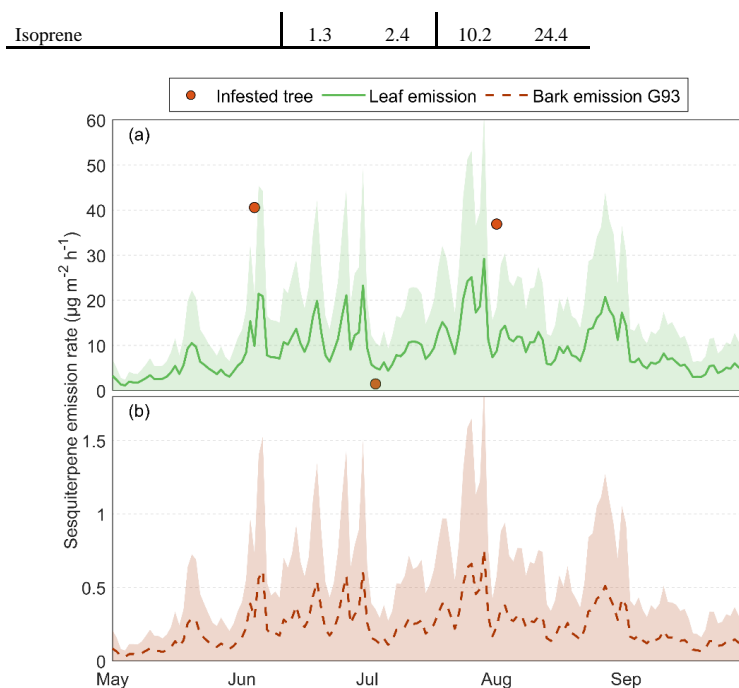 Isoprene 1.3 2.4 10.2 24.4
Infested tree Leaf emission Bark emission G93
(a)
60
50
40
30
20
10
0
Sesquiterpene emission rate (µg m-2 h-1)
(b)
1.5
1
0.5
0
May Jun Jul Aug Sep